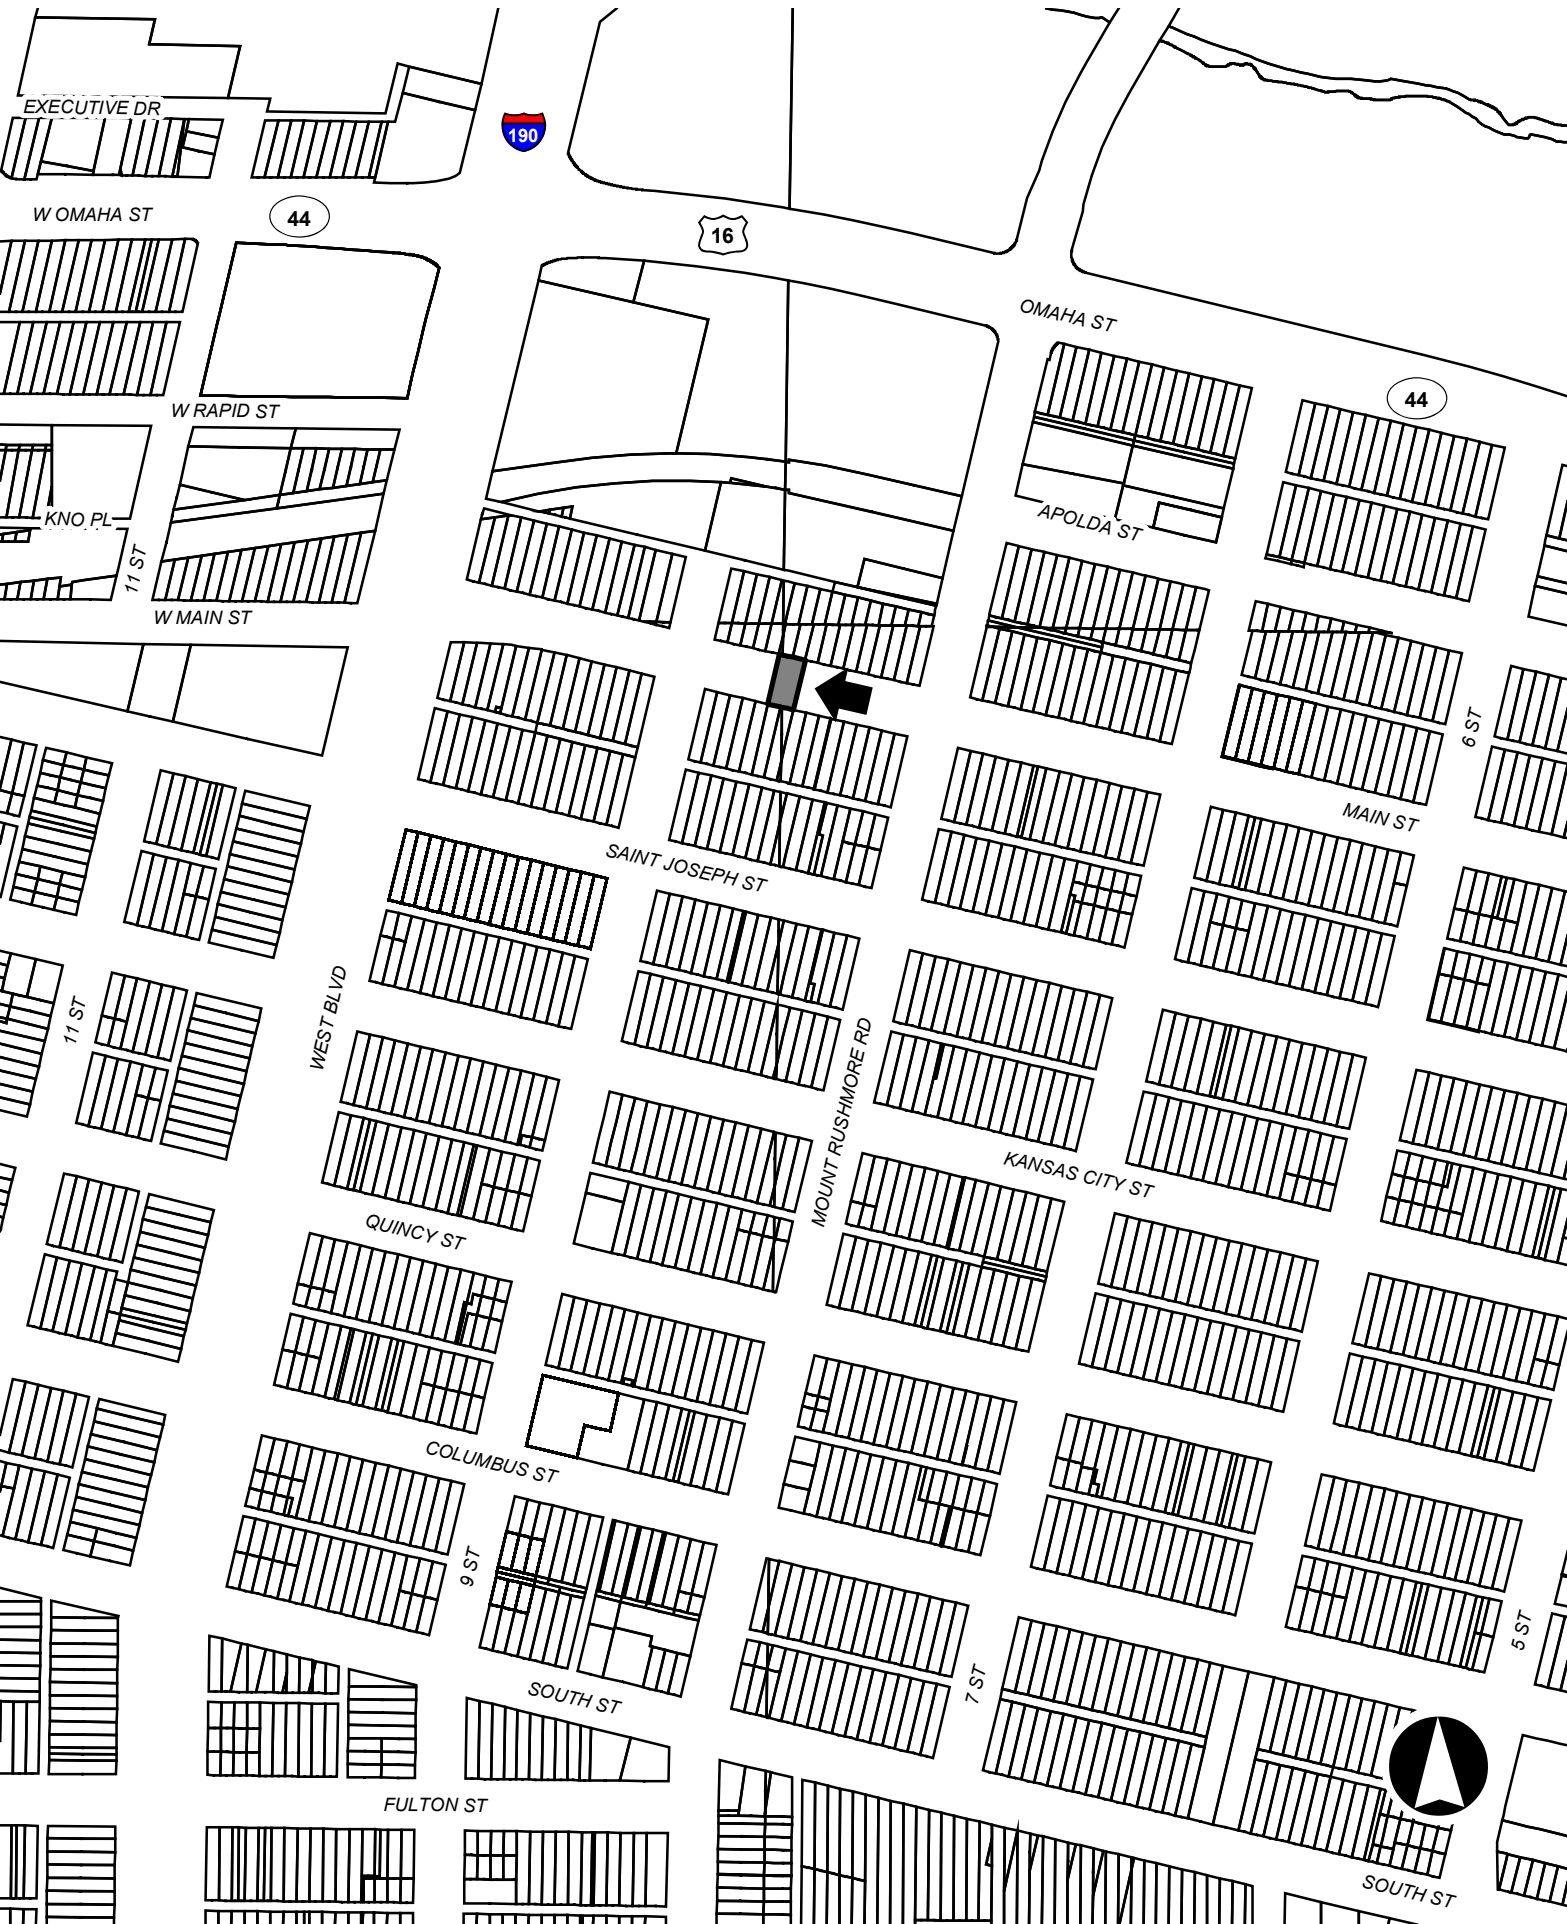 EXECUTIVE DR
190
W OMAHA ST
44
16
OMAHA ST
44
W RAPID ST
KNO PL
APOLDA ST
11 ST
W MAIN ST
6 ST
MAIN ST
SAINT JOSEPH ST
WEST BLVD
11 ST
MOUNT RUSHMORE RD
KANSAS CITY ST
QUINCY ST
COLUMBUS ST
9 ST
5 ST
7 ST
SOUTH ST
FULTON ST
SOUTH ST